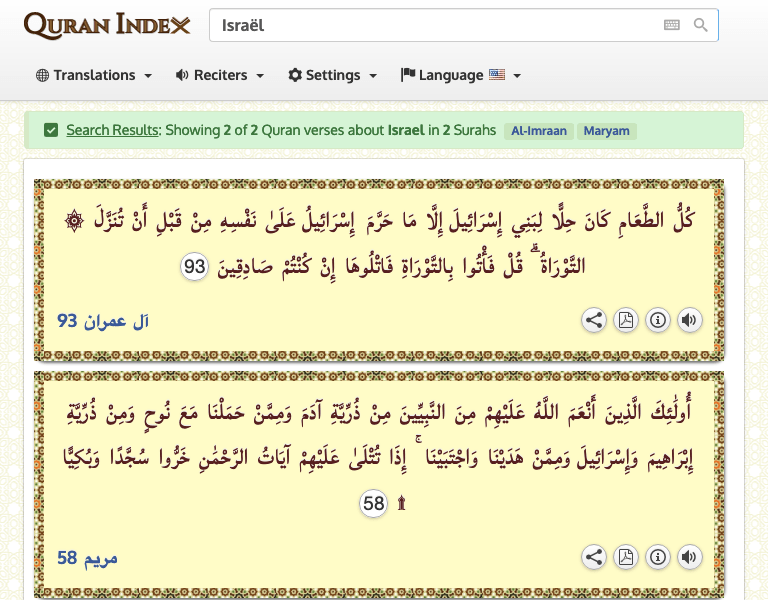 QURAN INDEX
Israël
Translations
Reciters
Settings
Language
Search Results: Showing 2 of 2 Quran verses about Israel in 2 Surahs Al-Imraan Maryam
كُلُّ الطَّعَامِ كَانَ حِلًّا لِبَنِي إِسْرَائِيلَ إِلَّا مَا حَرَّمَ إِسْرَائِيلُ عَلَىٰ نَفْسِهِ مِنْ قَبْلِ أَنْ تُنَزَّلَ ۞
التَّوْرَاةُ ۗ قُلْ فَأْتُوا بِالتَّوْرَاةِ فَاتْلُوهَا إِنْ كُنْتُمْ صَادِقِينَ 93
آل عمران 93
أُولَٰئِكَ الَّذِينَ أَنْعَمَ اللَّهُ عَلَيْهِمْ مِنَ النَّبِيِّينَ مِنْ ذُرِّيَّةِ آدَمَ وَمِمَّنْ حَمَلْنَا مَعَ نُوحٍ وَمِنْ ذُرِّيَّةِ
إِبْرَاهِيمَ وَإِسْرَائِيلَ وَمِمَّنْ هَدَيْنَا وَاجْتَبَيْنَا ۚ إِذَا تُتْلَىٰ عَلَيْهِمْ آيَاتُ الرَّحْمَٰنِ خَرُّوا سُجَّدًا وَبُكِيًّا
۩ 58
مريم 58